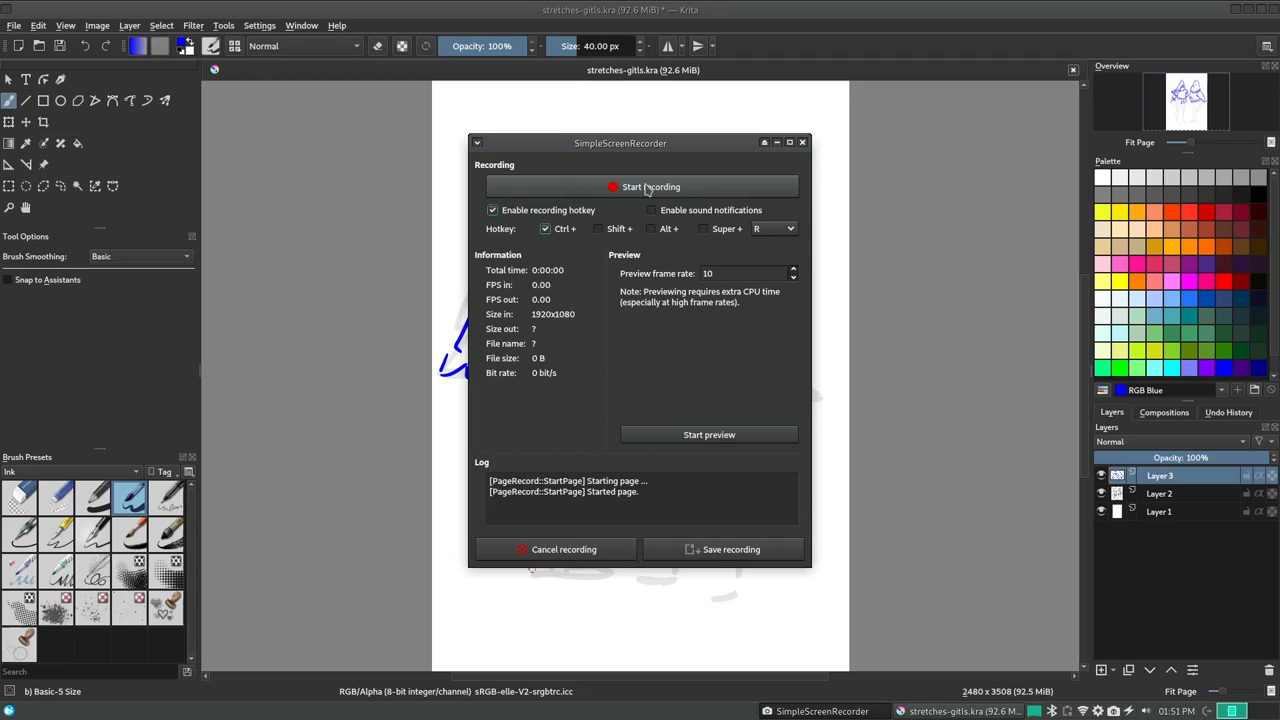 stretches-gitls.kra (92.6 MiB) * — Krita
File Edit View Image Layer Select Filter Tools Settings Window Help
Normal Opacity: 100% Size: 40.00 px
stretches-gitls.kra (92.6 MiB)
Overview
Fit Page
Palette
RGB Blue
Layers Compositions Undo History
Layers
Normal
Opacity: 100%
Layer 3
Layer 2
Layer 1
Tool Options
Brush Smoothing: Basic
Snap to Assistants
Brush Presets
Ink Tag
Search
SimpleScreenRecorder
Recording
Start recording
Enable recording hotkey Enable sound notifications
Hotkey: Ctrl + Shift + Alt + Super + R
Information
Total time: 0:00:00
FPS in: 0.00
FPS out: 0.00
Size in: 1920x1080
Size out: ?
File name: ?
File size: 0 B
Bit rate: 0 bit/s
Preview
Preview frame rate: 10
Note: Previewing requires extra CPU time
(especially at high frame rates).
Start preview
Log
[PageRecord::StartPage] Starting page ...
[PageRecord::StartPage] Started page.
Cancel recording Save recording
b) Basic-5 Size RGB/Alpha (8-bit integer/channel) sRGB-elle-V2-srgbtrc.icc 2480 x 3508 (92.5 MiB) Fit Page
SimpleScreenRecorder stretches-gitls.kra (92.6 M... 01:51 PM